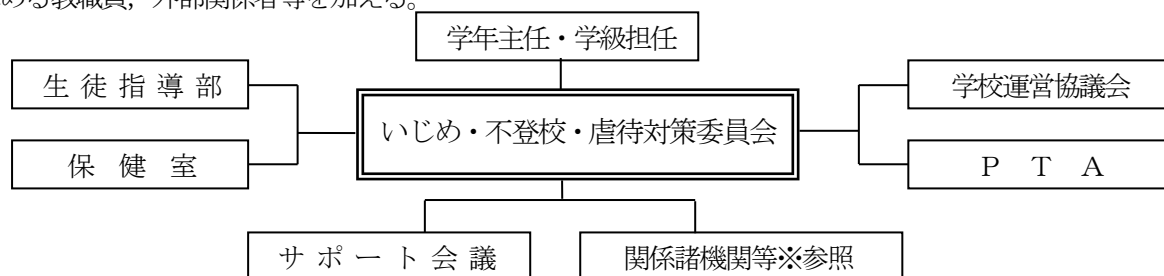 める教職員，外部関係者等を加える。
学年主任・学級担任
生 徒 指 導 部
学校運営協議会
いじめ・不登校・虐待対策委員会
保 健 室
Ｐ Ｔ Ａ
サ ポ ー ト 会 議
関係諸機関等※参照